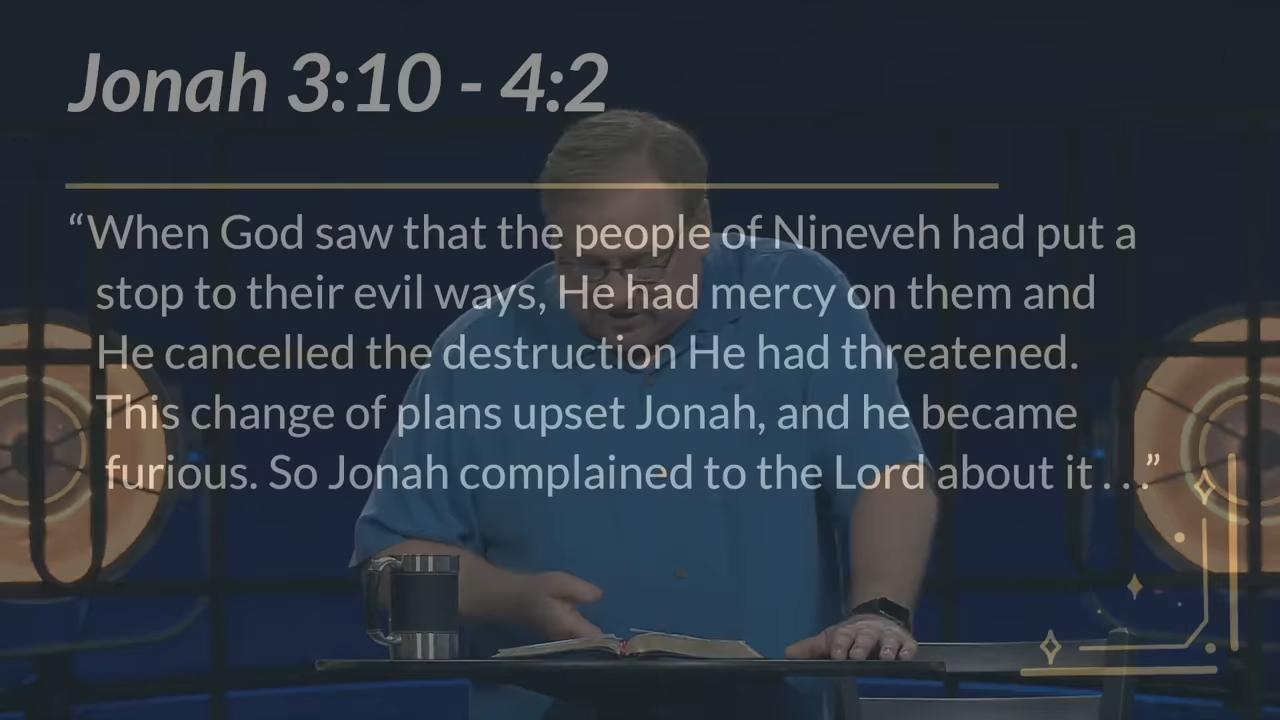 Jonah 3:10 - 4:2
“When God saw that the people of Nineveh had put a
stop to their evil ways, He had mercy on them and
He cancelled the destruction He had threatened.
This change of plans upset Jonah, and he became
furious. So Jonah complained to the Lord about it . . .”